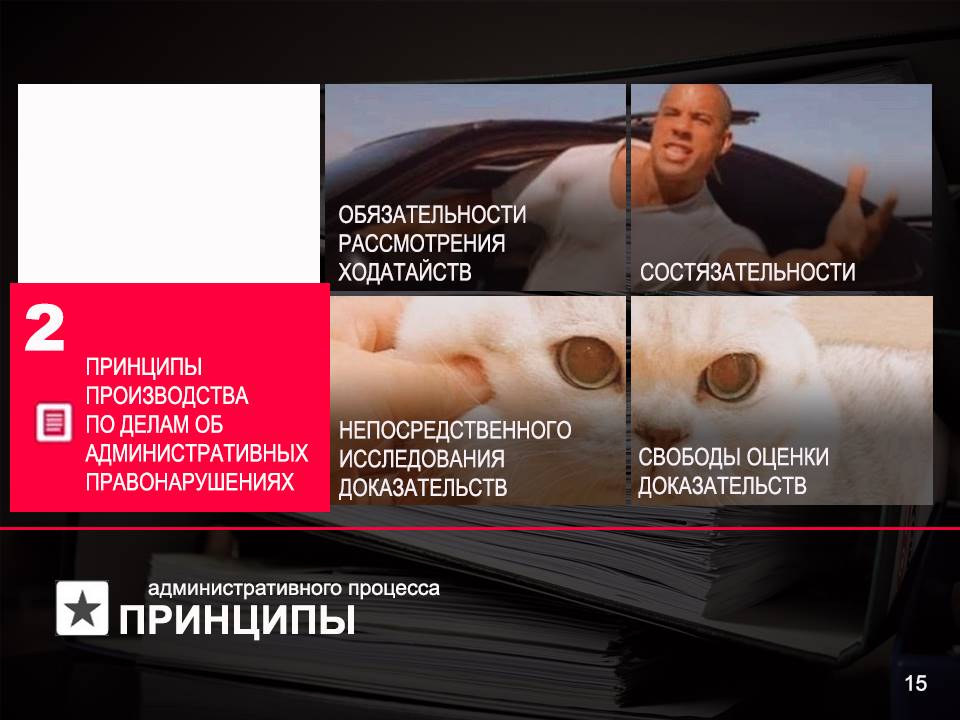 ОБЯЗАТЕЛЬНОСТИ
РАССМОТРЕНИЯ
ХОДАТАЙСТВ
СОСТЯЗАТЕЛЬНОСТИ
2
ПРИНЦИПЫ
ПРОИЗВОДСТВА
ПО ДЕЛАМ ОБ
АДМИНИСТРАТИВНЫХ
ПРАВОНАРУШЕНИЯХ
НЕПОСРЕДСТВЕННОГО
ИССЛЕДОВАНИЯ
ДОКАЗАТЕЛЬСТВ
СВОБОДЫ ОЦЕНКИ
ДОКАЗАТЕЛЬСТВ
административного процесса
ПРИНЦИПЫ
15